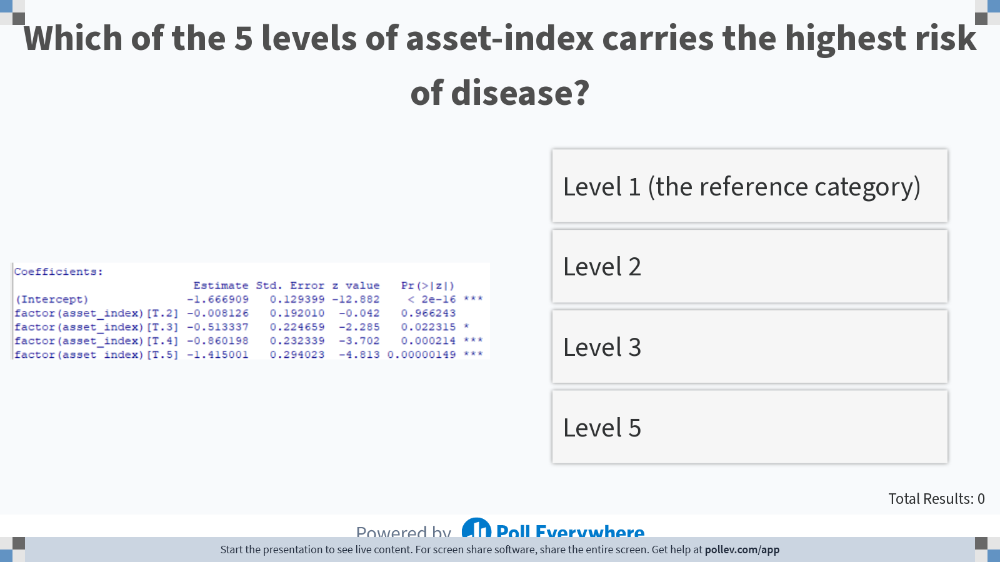 Which of the 5 levels of asset-index carries the highest risk
of disease?
Level 1 (the reference category)
Level 2
Level 3
Level 5
Coefficients:
Estimate Std. Error z value Pr(>|z|)
(Intercept) -1.666909 0.129399 -12.882 < 2e-16 ***
factor(asset_index)[T.2] -0.008126 0.192010 -0.042 0.966243
factor(asset_index)[T.3] -0.513337 0.224659 -2.285 0.022315 *
factor(asset_index)[T.4] -0.860198 0.232339 -3.702 0.000214 ***
factor(asset_index)[T.5] -1.415001 0.294023 -4.813 0.00000149 ***
Total Results: 0
Powered by Poll Everywhere
Start the presentation to see live content. For screen share software, share the entire screen. Get help at pollev.com/app